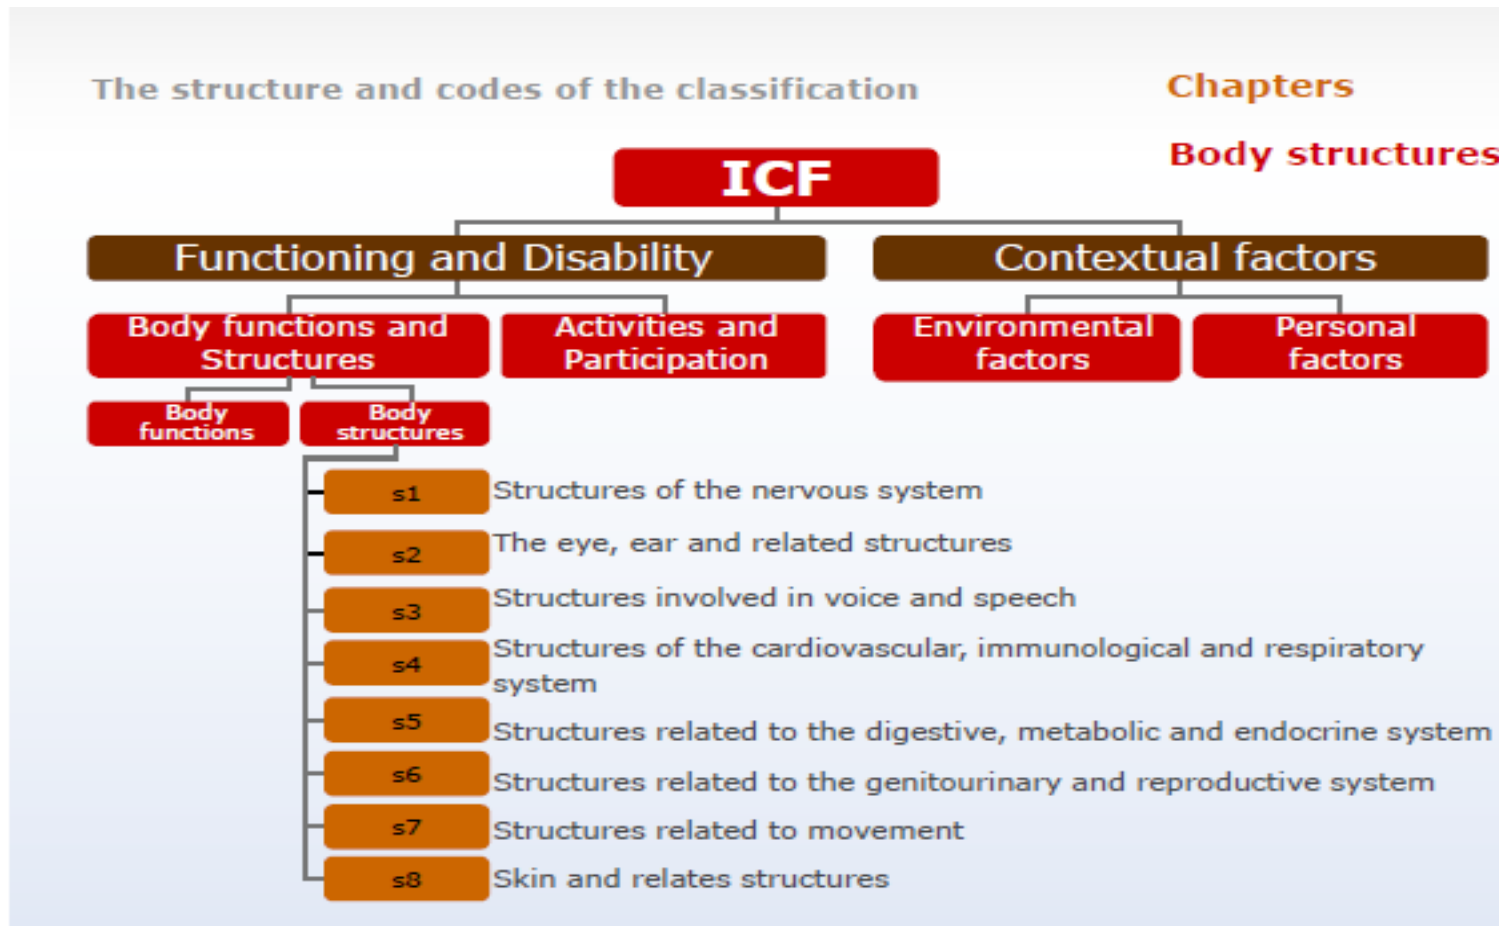 The structure and codes of the classification
Chapters
Body structures
ICF
Functioning and Disability
Contextual factors
Body functions and
Structures
Activities and
Participation
Environmental
factors
Personal
factors
Body
functions
Body
structures
s1
Structures of the nervous system
s2
The eye, ear and related structures
s3
Structures involved in voice and speech
s4
Structures of the cardiovascular, immunological and respiratory
system
s5
Structures related to the digestive, metabolic and endocrine system
s6
Structures related to the genitourinary and reproductive system
s7
Structures related to movement
s8
Skin and relates structures